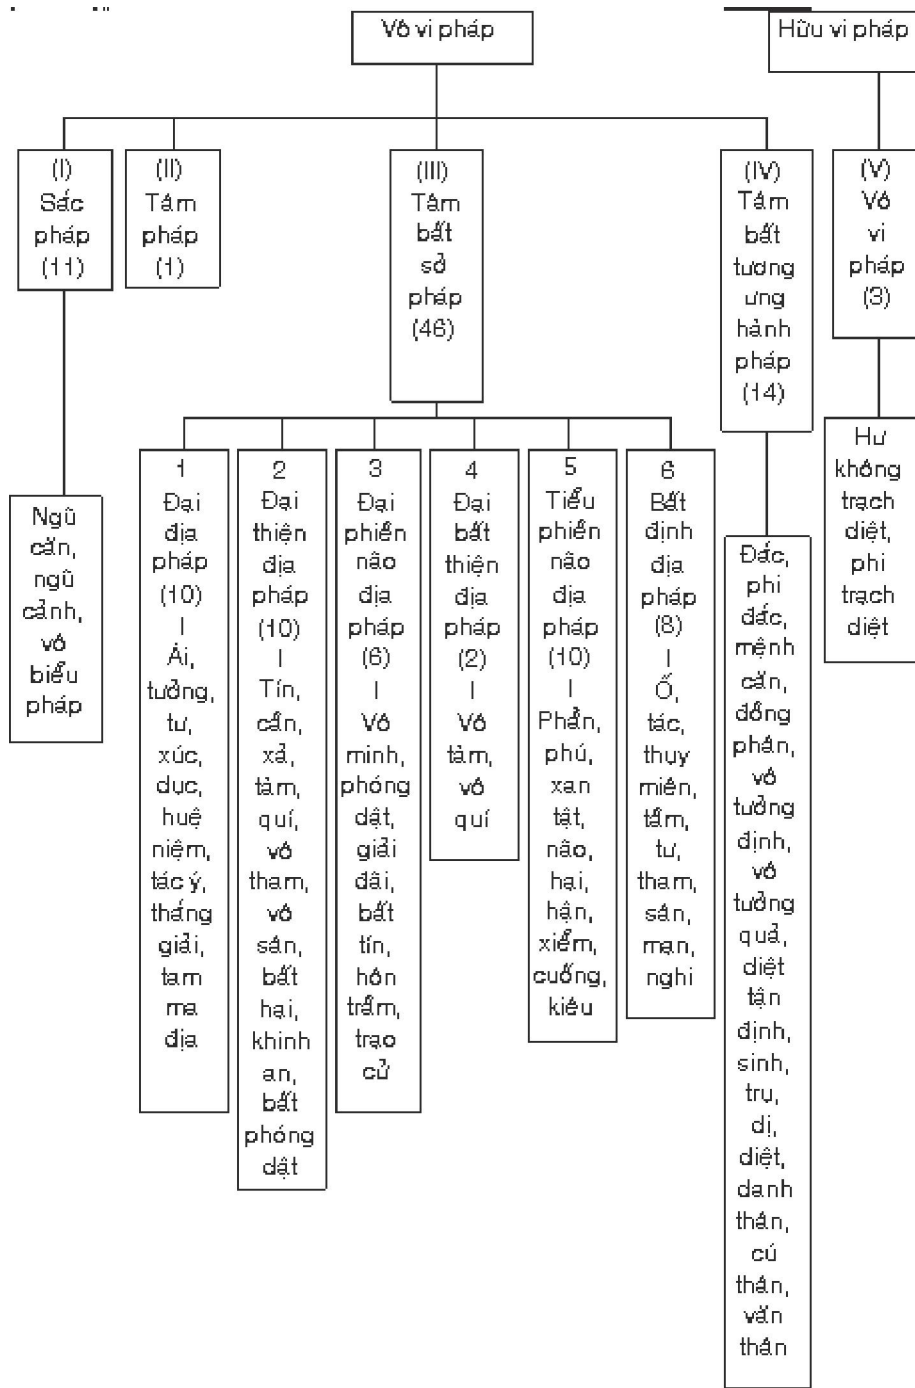 Vô vi pháp
Hữu vi pháp
(I)
Sắc
pháp
(11)
(II)
Tâm
pháp
(1)
(III)
Tâm
bất
sở
pháp
(46)
(IV)
Tâm
bất
tương
ưng
hành
pháp
(14)
(V)
Vô
vi
pháp
(3)
Ngũ
căn,
ngũ
cảnh,
vô
biểu
pháp
1
Đại
địa
pháp
(10)
|
Ái,
tưởng,
tư,
xúc,
dục,
huệ
niệm,
tác ý,
thắng
giải,
tam
ma
địa
2
Đại
thiện
địa
pháp
(10)
|
Tín,
cần,
xả,
tàm,
quí,
vô
tham,
vô
sân,
bất
hại,
khinh
an,
bất
phóng
dật
3
Đại
phiền
não
địa
pháp
(6)
|
Vô
minh,
phóng
dật,
giải
đãi,
bất
tín,
hôn
trầm,
trạo
cử
4
Đại
bất
thiện
địa
pháp
(2)
|
Vô
tàm,
vô
quí
5
Tiểu
phiền
não
địa
pháp
(10)
|
Phẫn,
phú,
xan
tật,
não,
hại,
hận,
xiểm,
cuống,
kiêu
6
Bất
định
địa
pháp
(8)
|
Ố,
tác,
thụy
miên,
tầm,
tư,
tham,
sân,
mạn,
nghi
Đắc,
phi
đắc,
mệnh
căn,
đồng
phân,
vô
tưởng
định,
vô
tưởng
quả,
diệt
tận
định,
sinh,
trụ,
dị,
diệt,
danh
thân,
cú
thân,
văn
thân
Hư
không
trạch
diệt,
phi
trạch
diệt